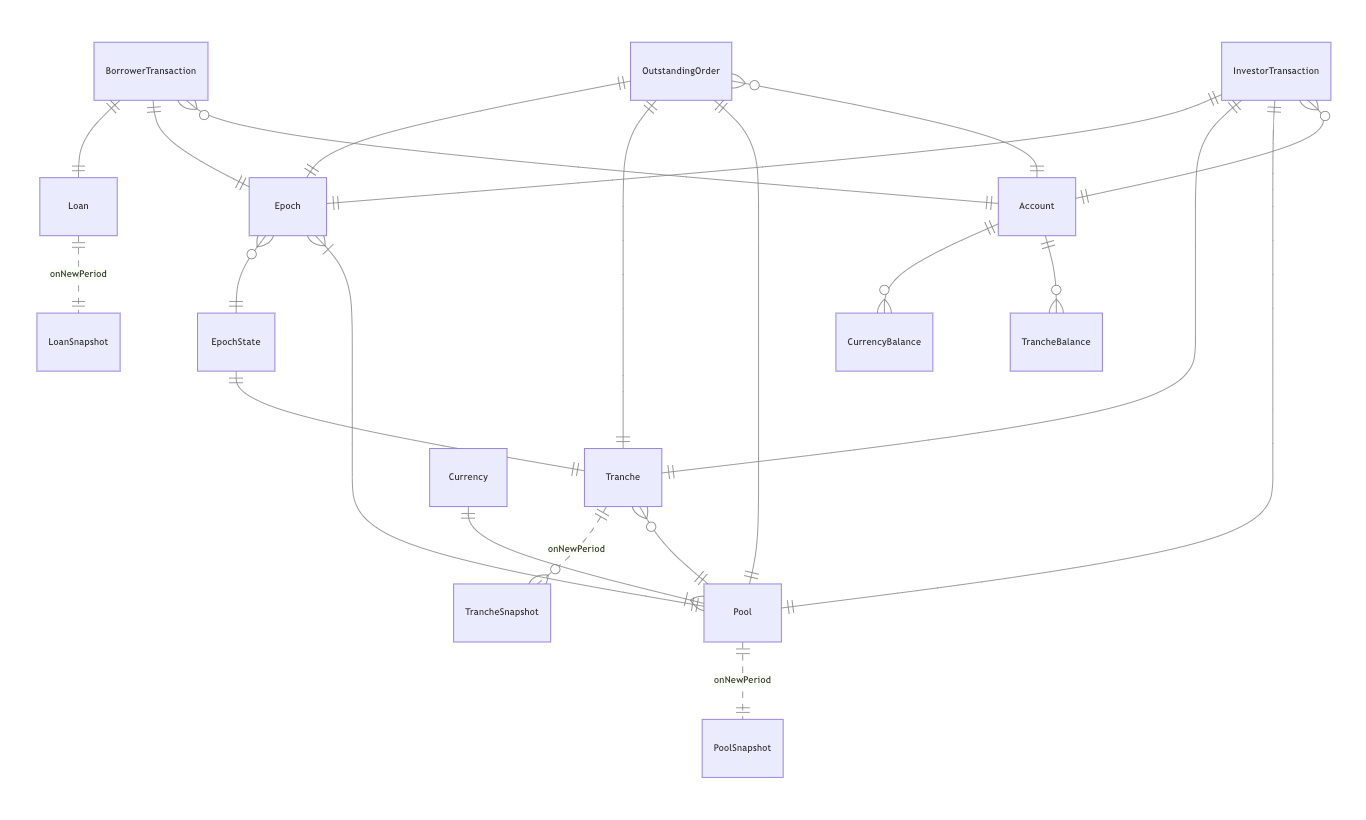 BorrowerTransaction
OutstandingOrder
InvestorTransaction
Loan
Epoch
Account
onNewPeriod
LoanSnapshot
EpochState
CurrencyBalance
TrancheBalance
Currency
Tranche
onNewPeriod
TrancheSnapshot
Pool
onNewPeriod
PoolSnapshot